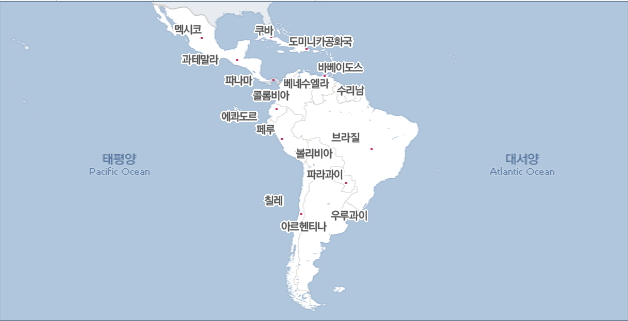 멕시코
쿠바
도미니카공화국
과테말라
바베이도스
파나마
베네수엘라
수리남
콜롬비아
에콰도르
페루
브라질
볼리비아
태평양
Pacific Ocean
대서양
Atlantic Ocean
파라과이
칠레
우루과이
아르헨티나